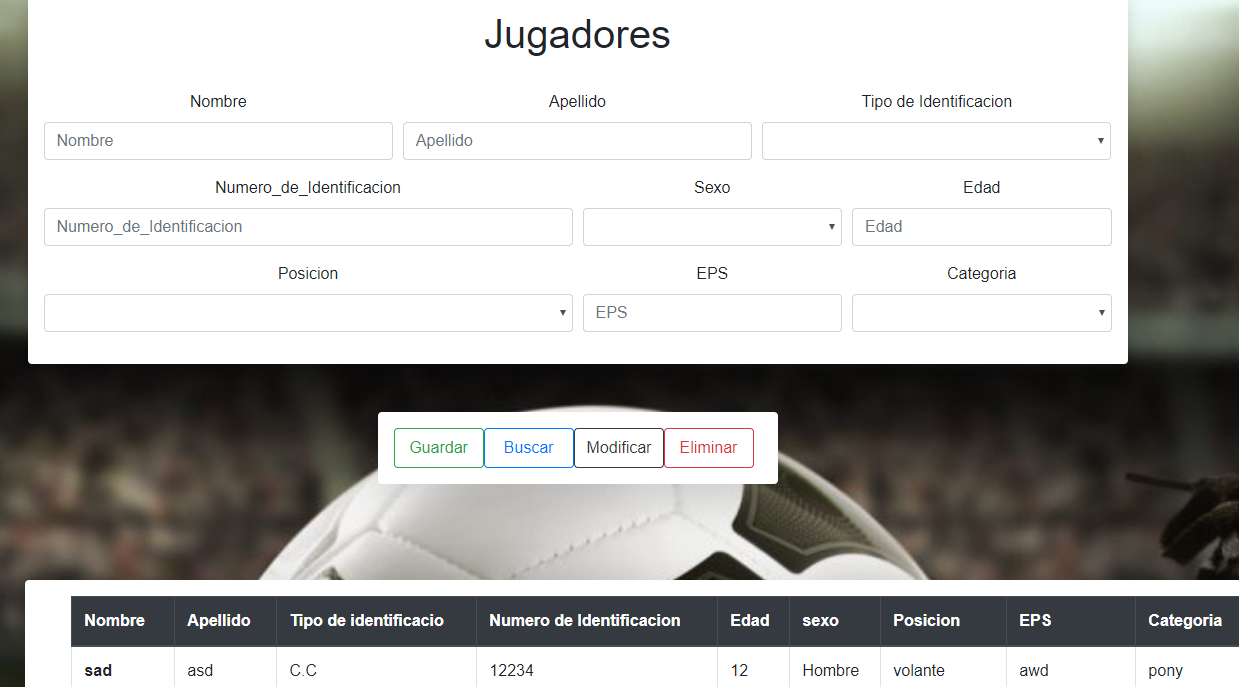 Jugadores
Nombre Apellido Tipo de Identificacion
Nombre Apellido
Numero_de_Identificacion Sexo Edad
Numero_de_Identificacion Edad
Posicion EPS Categoria
EPS
Guardar Buscar Modificar Eliminar
Nombre Apellido Tipo de identificacio Numero de Identificacion Edad sexo Posicion EPS Categoria
sad asd C.C 12234 12 Hombre volante awd pony